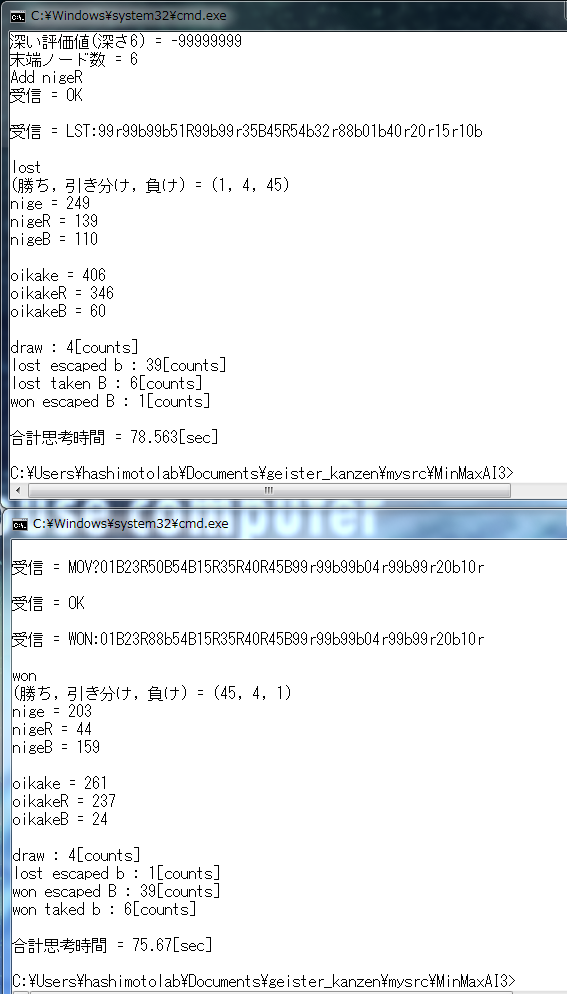 C:¥Windows¥system32¥cmd.exe
深い評価値(深さ6) = -99999999
末端ノード数 = 6
Add nigeR
受信 = OK
受信 = LST:99r99b99b51R99b99r35B45R54b32r88b01b40r20r15r10b
lost
(勝ち, 引き分け, 負け) = (1, 4, 45)
nige = 249
nigeR = 139
nigeB = 110
oikake = 406
oikakeR = 346
oikakeB = 60
draw : 4[counts]
lost escaped b : 39[counts]
lost taken B : 6[counts]
won escaped B : 1[counts]
合計思考時間 = 78.563[sec]
C:¥Users¥hashimotolab¥Documents¥geister_kanzen¥mysrc¥MinMaxAI3>
use computer
C:¥Windows¥system32¥cmd.exe
受信 = MOV?01B23R50B54B15R35R40R45B99r99b99b04r99b99r20b10r
受信 = OK
受信 = WON:01B23R88b54B15R35R40R45B99r99b99b04r99b99r20b10r
won
(勝ち, 引き分け, 負け) = (45, 4, 1)
nige = 203
nigeR = 44
nigeB = 159
oikake = 261
oikakeR = 237
oikakeB = 24
draw : 4[counts]
lost escaped b : 1[counts]
won escaped B : 39[counts]
won taked b : 6[counts]
合計思考時間 = 75.67[sec]
C:¥Users¥hashimotolab¥Documents¥geister_kanzen¥mysrc¥MinMaxAI3>